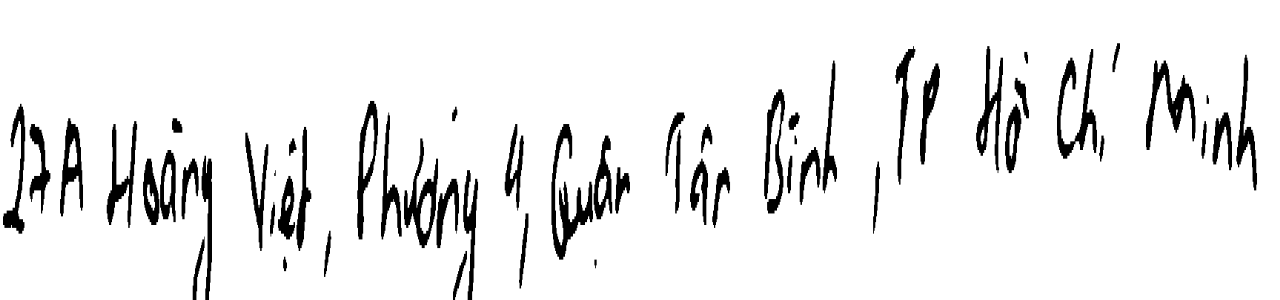 27A Hoàng Việt, Phường 4, Quận Tân Bình, TP Hồ Chí Minh